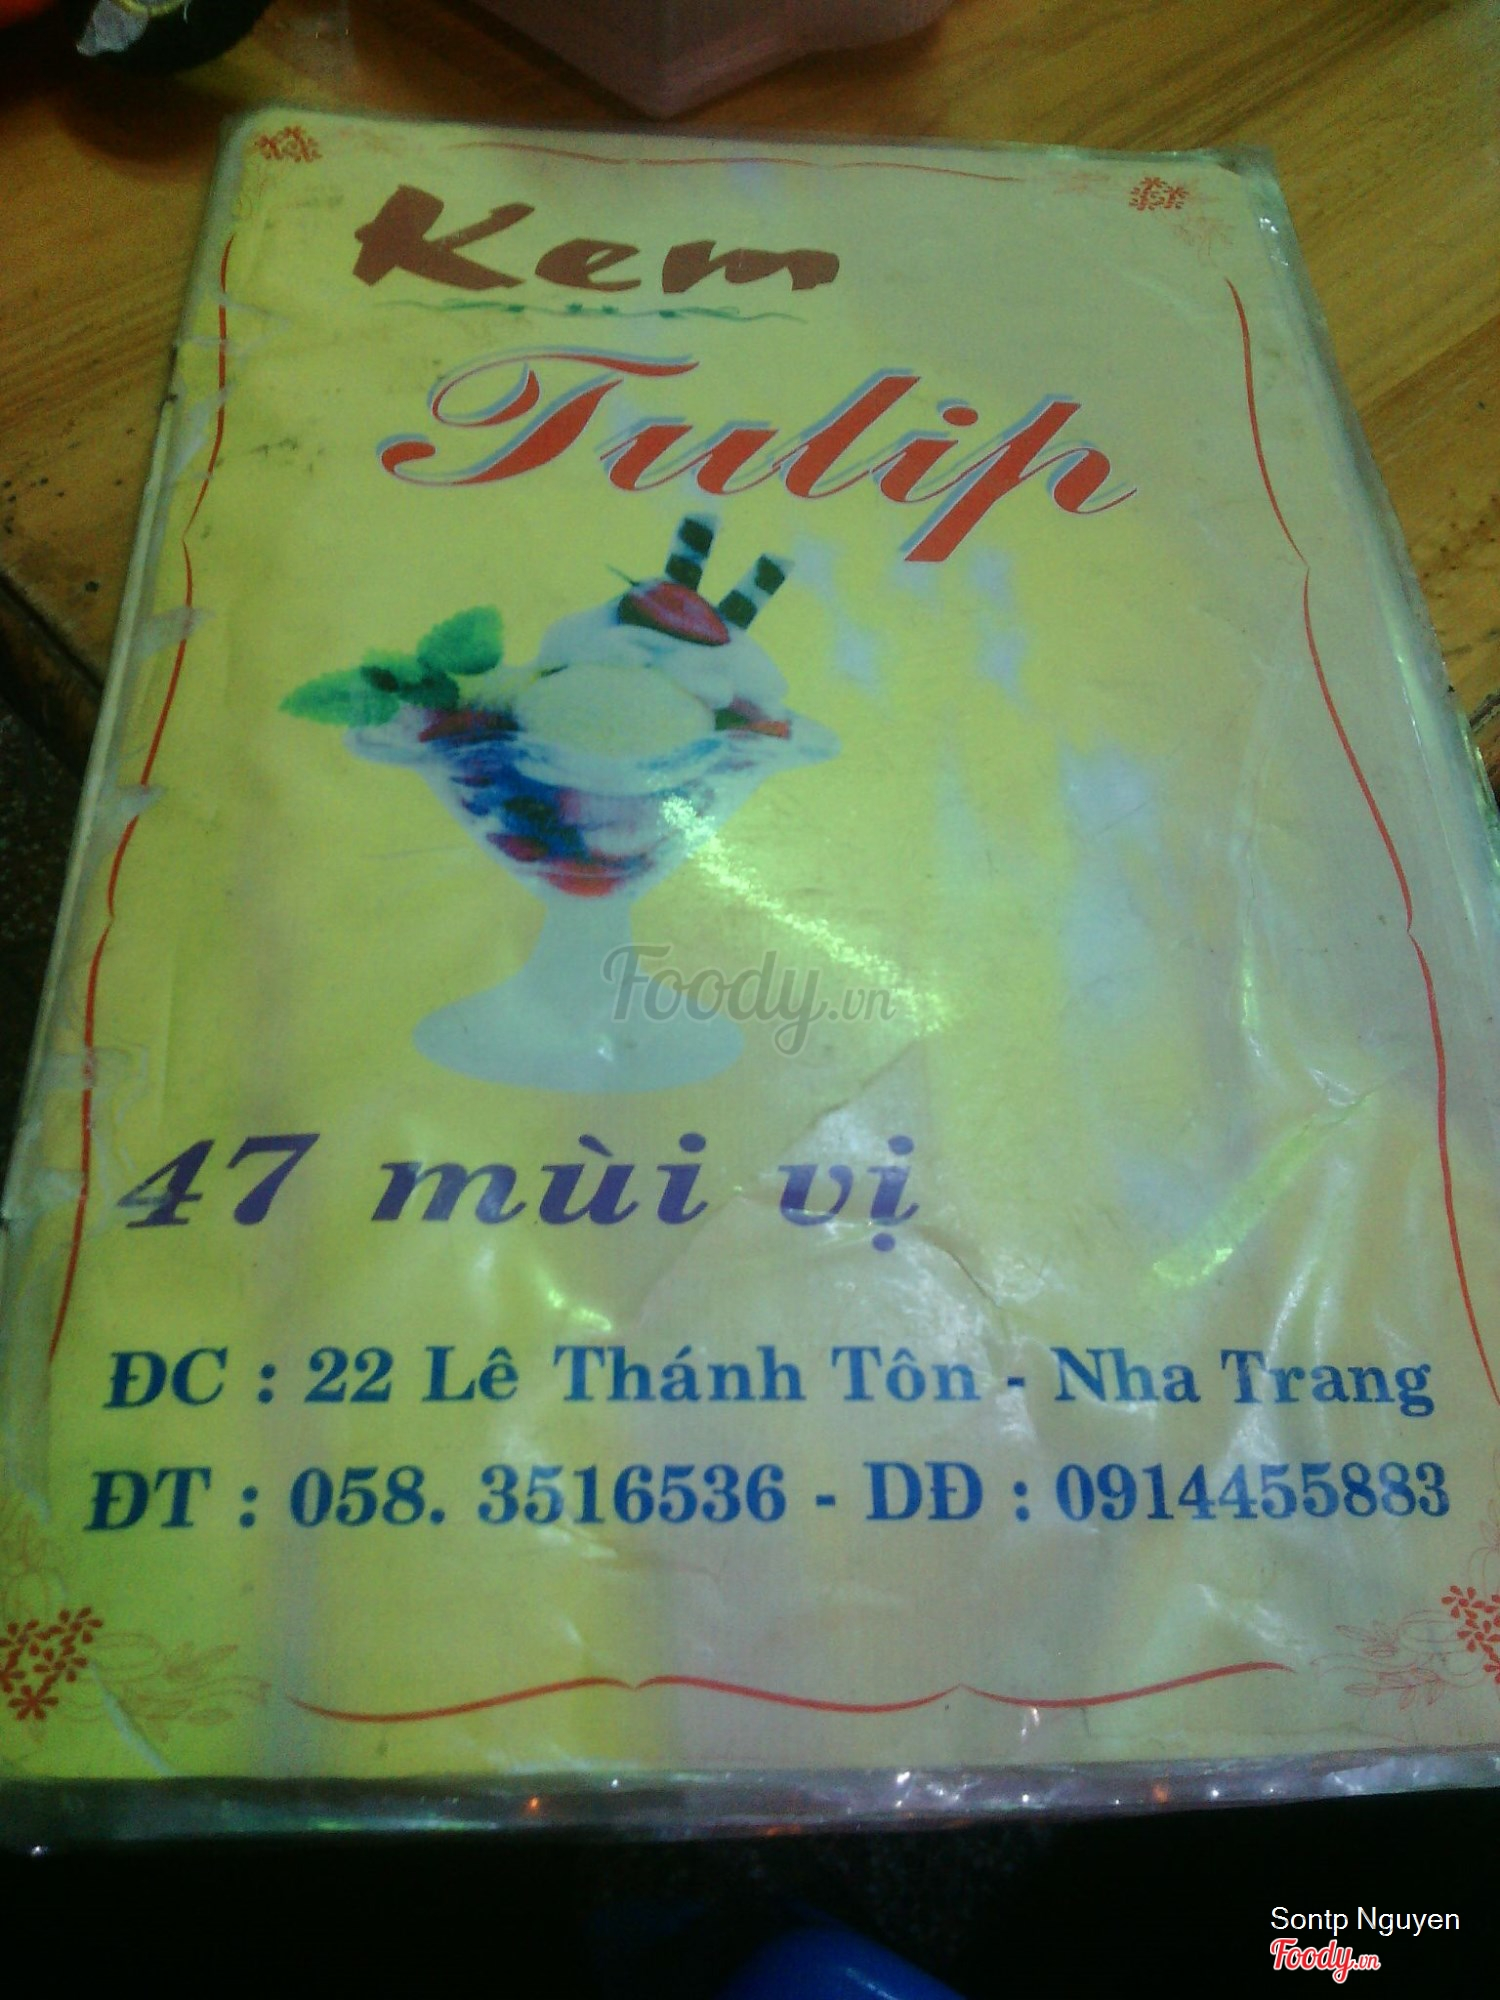 Kem
Tulip
Foody.vn
47 mùi vị
ĐC : 22 Lê Thánh Tôn - Nha Trang
ĐT : 058. 3516536 - DĐ : 0914455883
Sontp Nguyen
Foody.vn